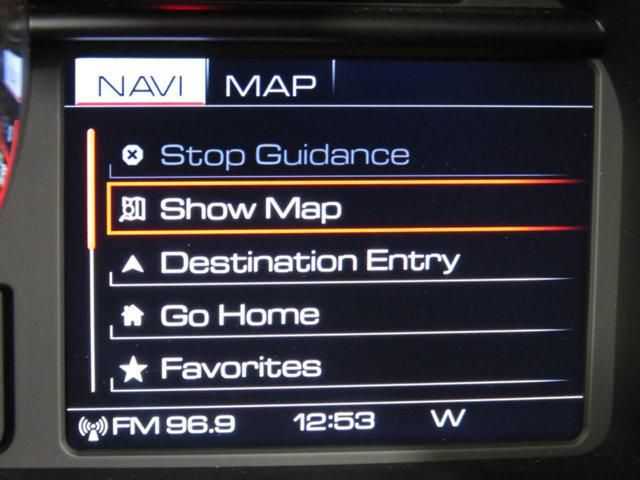 NAVI MAP
Stop Guidance
Show Map
Destination Entry
Go Home
Favorites
FM 96.9 12:53 W